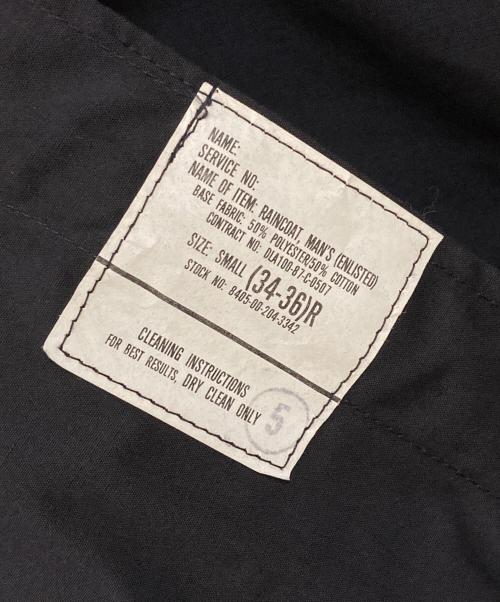 NAME:
SERVICE NO:
NAME OF ITEM: RAINCOAT, MAN'S (ENLISTED)
BASE FABRIC: 50% POLYESTER/50% COTTON
CONTRACT NO: DLA100-87-C-0507
SIZE: SMALL (34-36)R
STOCK NO: 8405-00-204-3342
CLEANING INSTRUCTIONS
FOR BEST RESULTS, DRY CLEAN ONLY
5